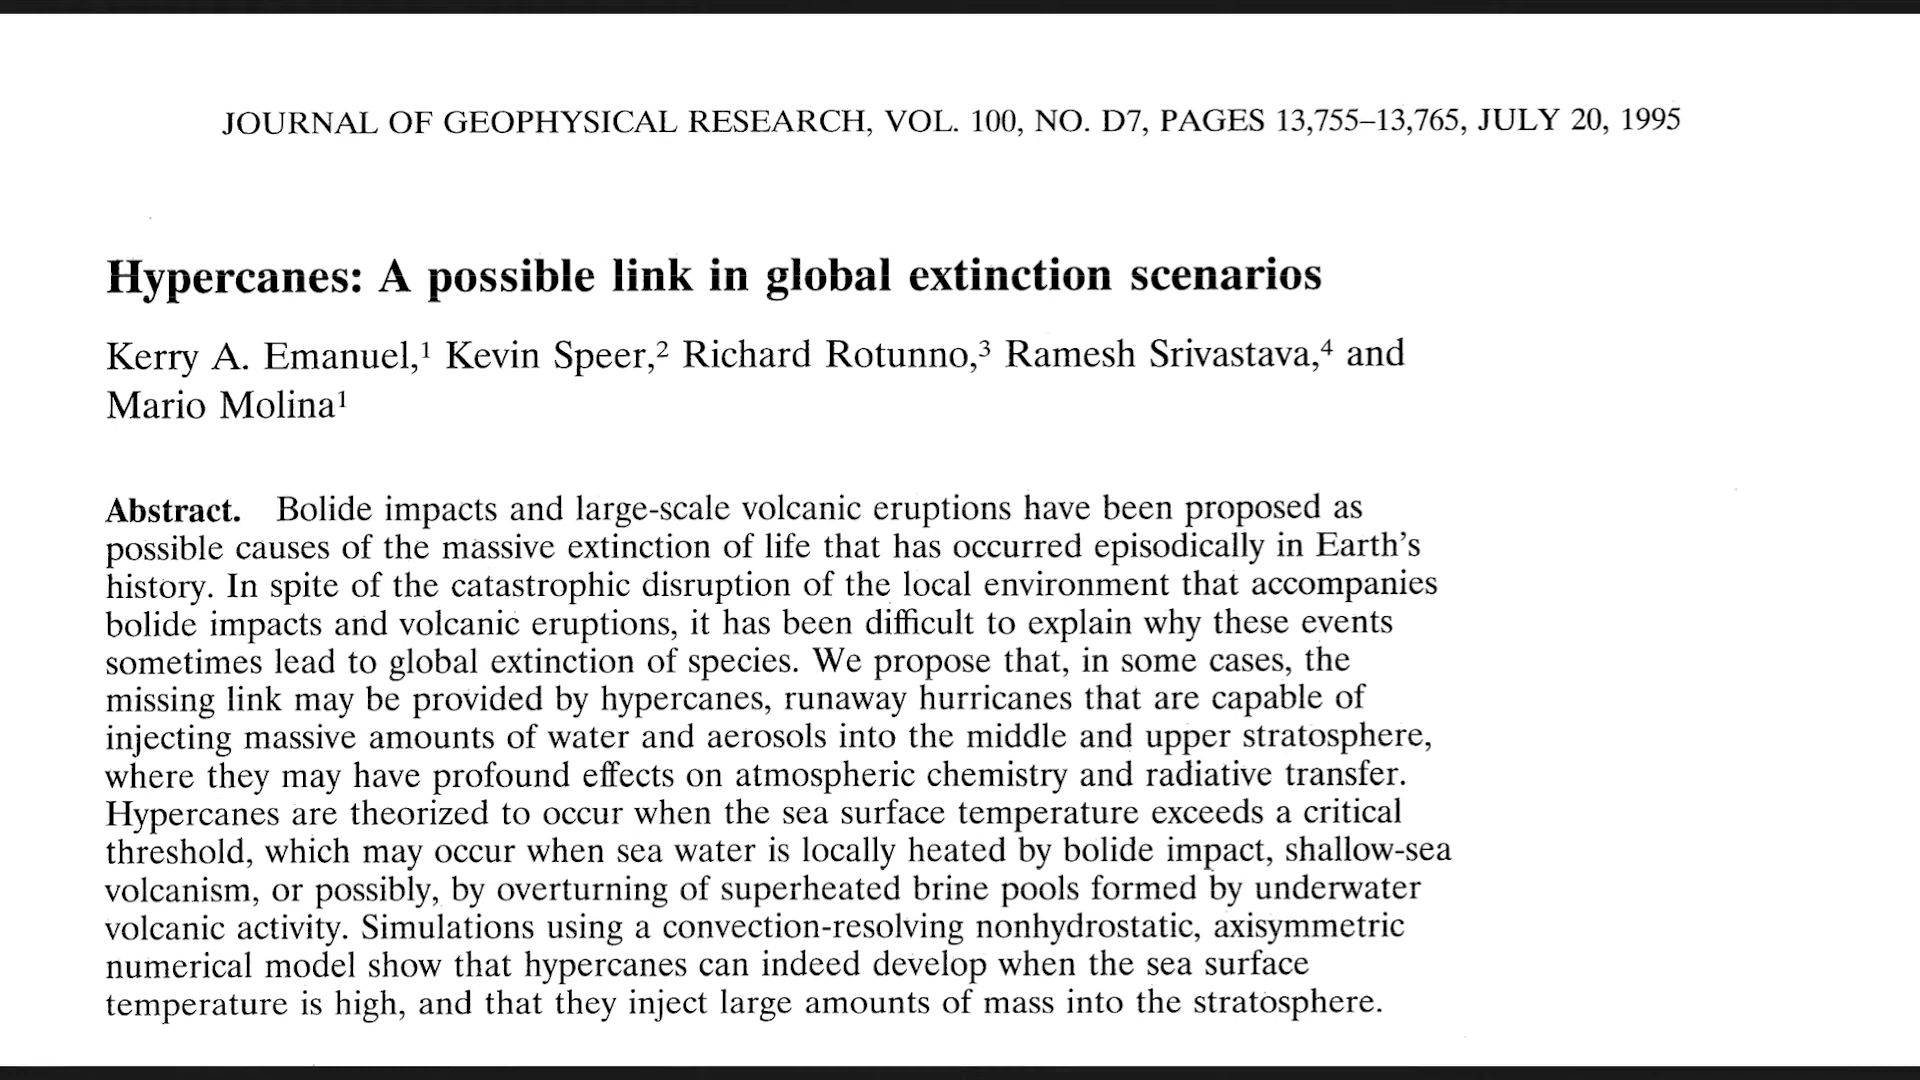 JOURNAL OF GEOPHYSICAL RESEARCH, VOL. 100, NO. D7, PAGES 13,755–13,765, JULY 20, 1995
Hypercanes: A possible link in global extinction scenarios
Kerry A. Emanuel,¹ Kevin Speer,² Richard Rotunno,³ Ramesh Srivastava,⁴ and
Mario Molina¹
Abstract. Bolide impacts and large-scale volcanic eruptions have been proposed as
possible causes of the massive extinction of life that has occurred episodically in Earth's
history. In spite of the catastrophic disruption of the local environment that accompanies
bolide impacts and volcanic eruptions, it has been difficult to explain why these events
sometimes lead to global extinction of species. We propose that, in some cases, the
missing link may be provided by hypercanes, runaway hurricanes that are capable of
injecting massive amounts of water and aerosols into the middle and upper stratosphere,
where they may have profound effects on atmospheric chemistry and radiative transfer.
Hypercanes are theorized to occur when the sea surface temperature exceeds a critical
threshold, which may occur when sea water is locally heated by bolide impact, shallow-sea
volcanism, or possibly, by overturning of superheated brine pools formed by underwater
volcanic activity. Simulations using a convection-resolving nonhydrostatic, axisymmetric
numerical model show that hypercanes can indeed develop when the sea surface
temperature is high, and that they inject large amounts of mass into the stratosphere.